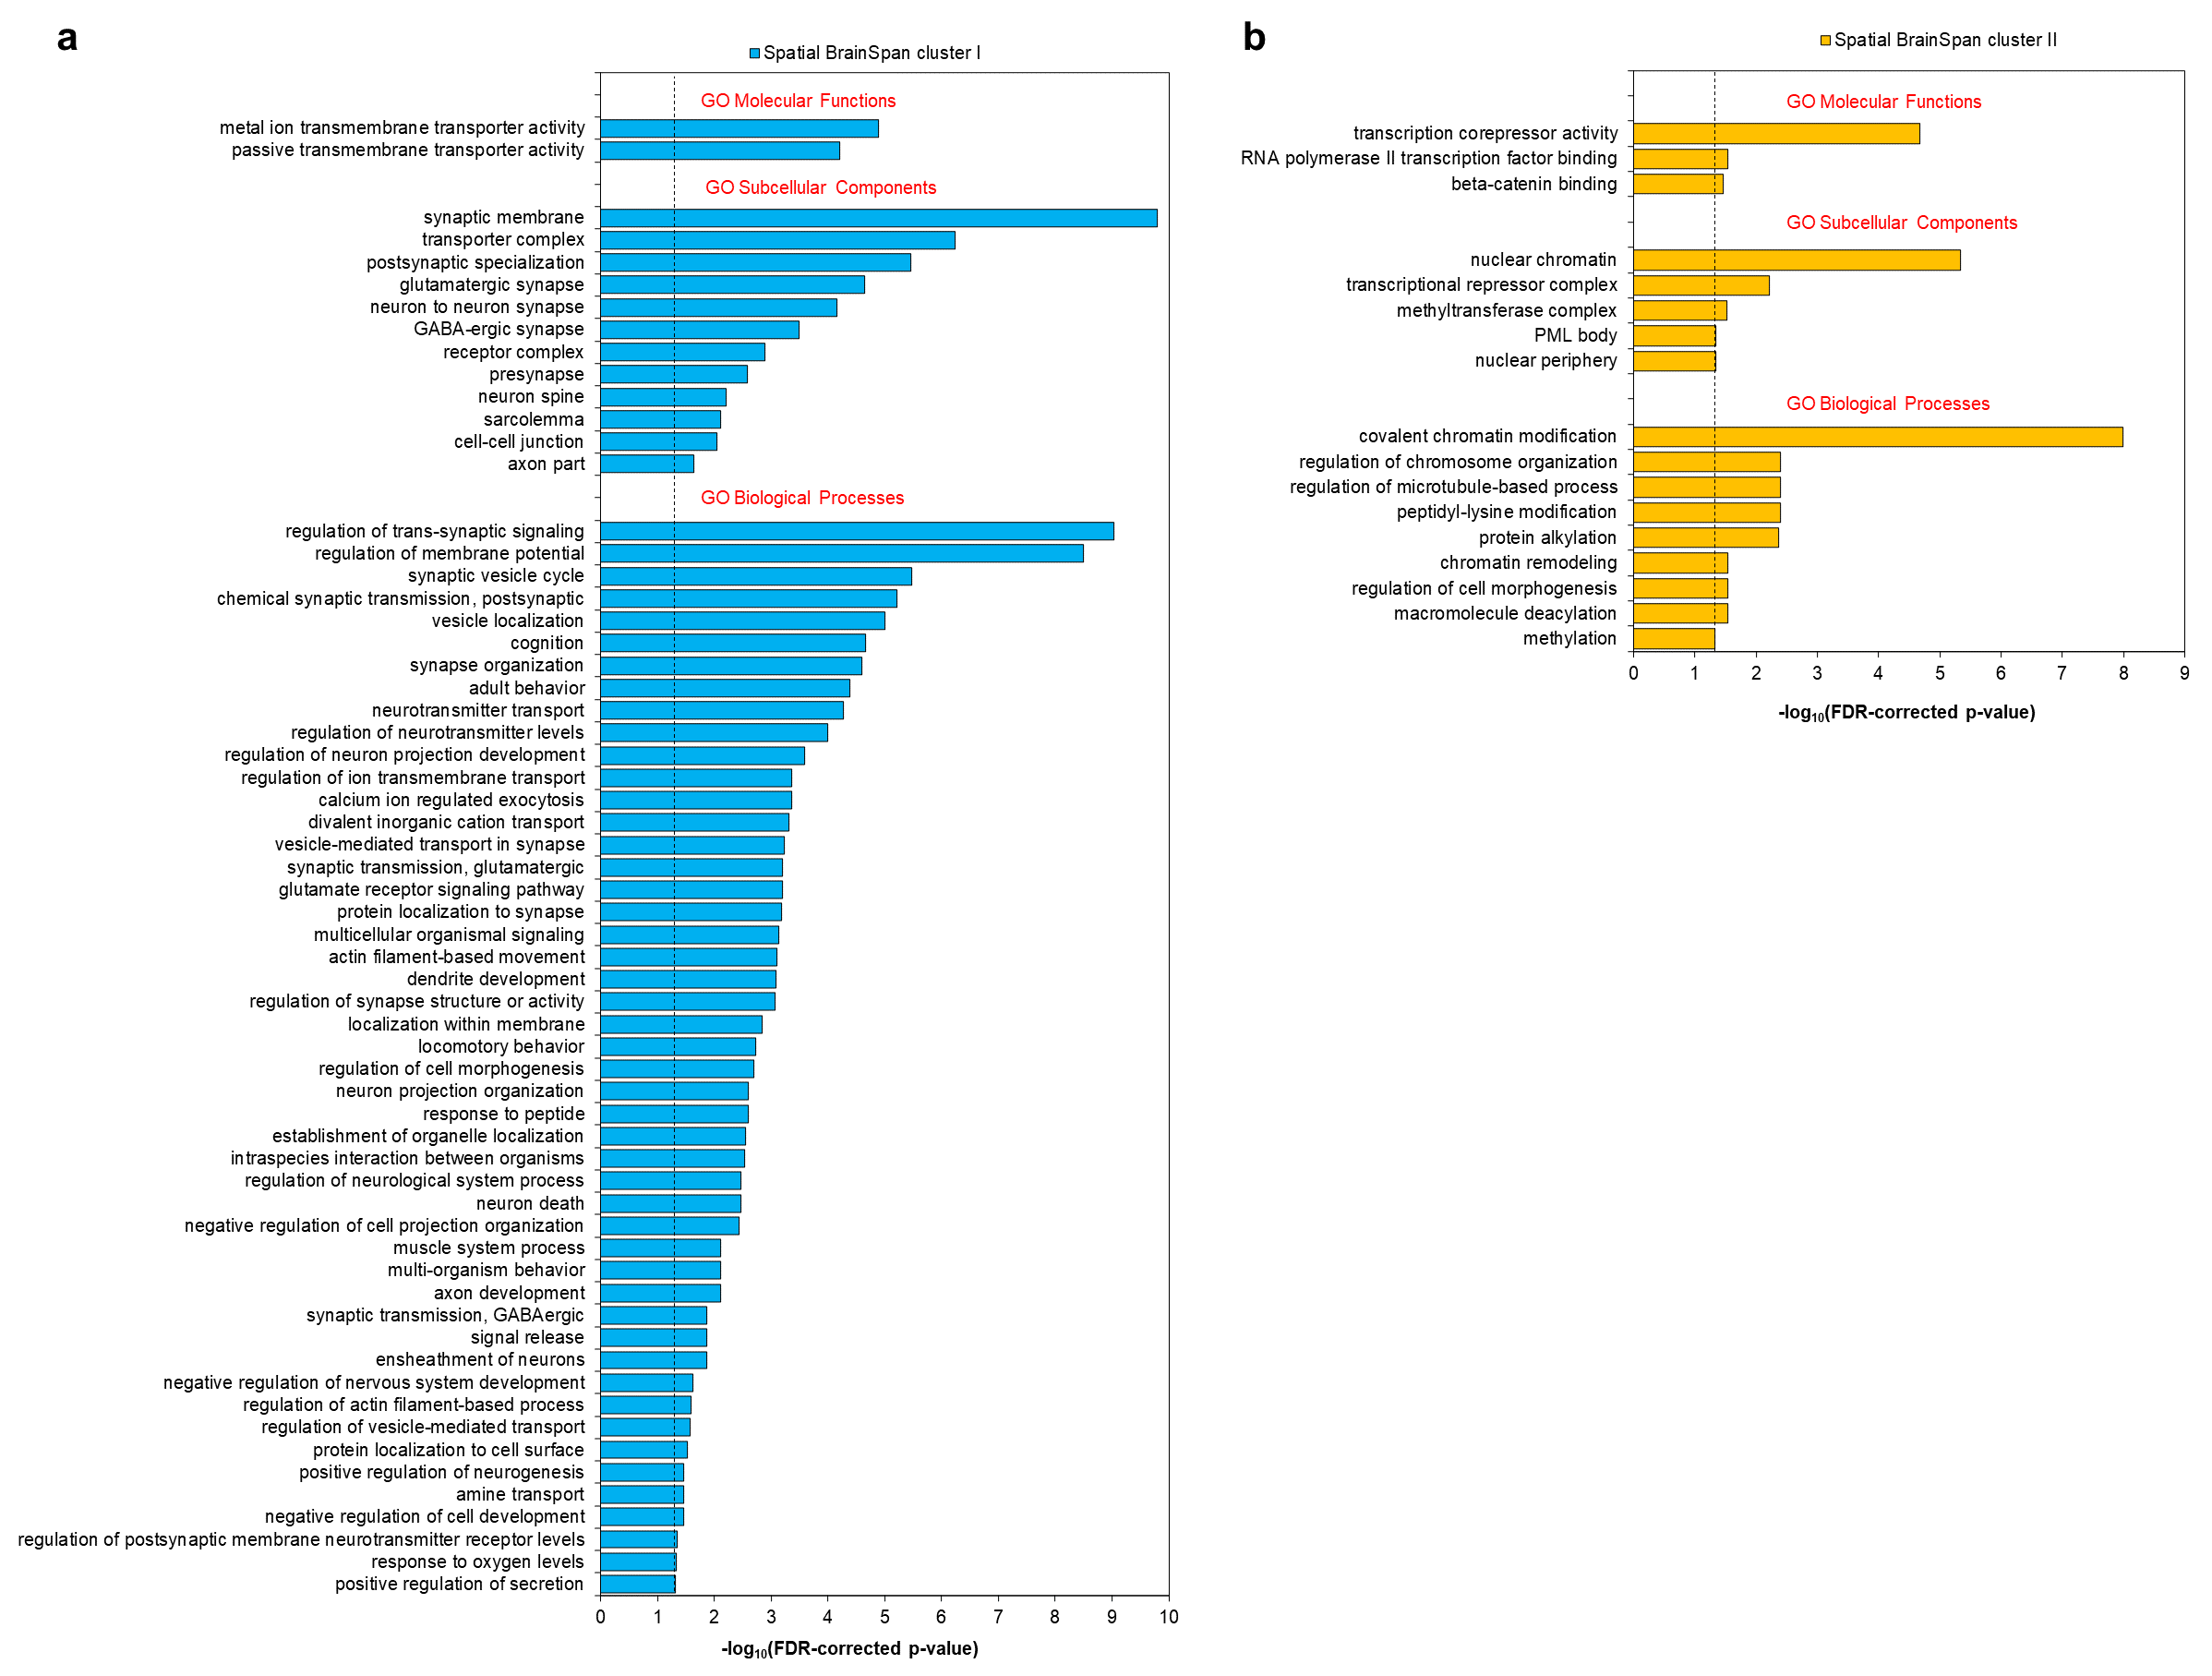 a
Spatial BrainSpan cluster I
GO Molecular Functions
metal ion transmembrane transporter activity
passive transmembrane transporter activity
GO Subcellular Components
synaptic membrane
transporter complex
postsynaptic specialization
glutamatergic synapse
neuron to neuron synapse
GABA-ergic synapse
receptor complex
presynapse
neuron spine
sarcolemma
cell-cell junction
axon part
GO Biological Processes
regulation of trans-synaptic signaling
regulation of membrane potential
synaptic vesicle cycle
chemical synaptic transmission, postsynaptic
vesicle localization
cognition
synapse organization
adult behavior
neurotransmitter transport
regulation of neurotransmitter levels
regulation of neuron projection development
regulation of ion transmembrane transport
calcium ion regulated exocytosis
divalent inorganic cation transport
vesicle-mediated transport in synapse
synaptic transmission, glutamatergic
glutamate receptor signaling pathway
protein localization to synapse
multicellular organismal signaling
actin filament-based movement
dendrite development
regulation of synapse structure or activity
localization within membrane
locomotory behavior
regulation of cell morphogenesis
neuron projection organization
response to peptide
establishment of organelle localization
intraspecies interaction between organisms
regulation of neurological system process
neuron death
negative regulation of cell projection organization
muscle system process
multi-organism behavior
axon development
synaptic transmission, GABAergic
signal release
ensheathment of neurons
negative regulation of nervous system development
regulation of actin filament-based process
regulation of vesicle-mediated transport
protein localization to cell surface
positive regulation of neurogenesis
amine transport
negative regulation of cell development
regulation of postsynaptic membrane neurotransmitter receptor levels
response to oxygen levels
positive regulation of secretion
0 1 2 3 4 5 6 7 8 9 10
-log10(FDR-corrected p-value)
b
Spatial BrainSpan cluster II
GO Molecular Functions
transcription corepressor activity
RNA polymerase II transcription factor binding
beta-catenin binding
GO Subcellular Components
nuclear chromatin
transcriptional repressor complex
methyltransferase complex
PML body
nuclear periphery
GO Biological Processes
covalent chromatin modification
regulation of chromosome organization
regulation of microtubule-based process
peptidyl-lysine modification
protein alkylation
chromatin remodeling
regulation of cell morphogenesis
macromolecule deacylation
methylation
0 1 2 3 4 5 6 7 8 9
-log10(FDR-corrected p-value)